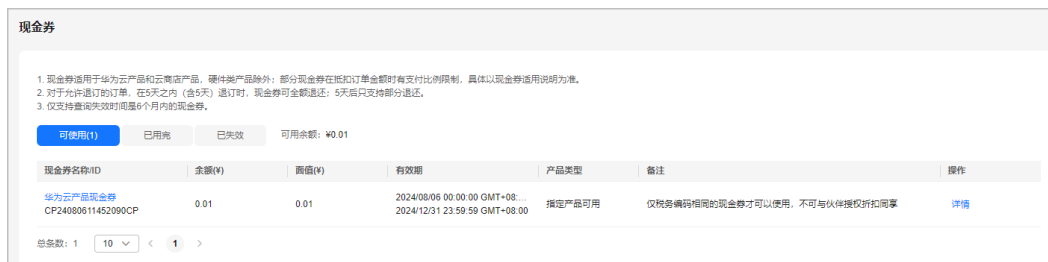 现金券
1. 现金券适用于华为云产品和云商店产品，硬件类产品除外；部分现金券在抵扣订单金额时有支付比例限制，具体以现金券适用说明为准。
2. 对于允许退订的订单，在5天之内（含5天）退订时，现金券可全额退还；5天后只支持部分退还。
3. 仅支持查询失效时间是6个月内的现金券。
可使用(1) 已用完 已失效 可用余额：¥0.01
现金券名称/ID 余额(¥) 面值(¥) 有效期 产品类型 备注 操作
华为云产品现金券 2024/08/06 00:00:00 GMT+08:...
0.01 0.01 指定产品可用 仅税务编码相同的现金券才可以使用，不可与伙伴授权折扣同享 详情
CP24080611452090CP 2024/12/31 23:59:59 GMT+08:00
总条数：1 10 < 1 >